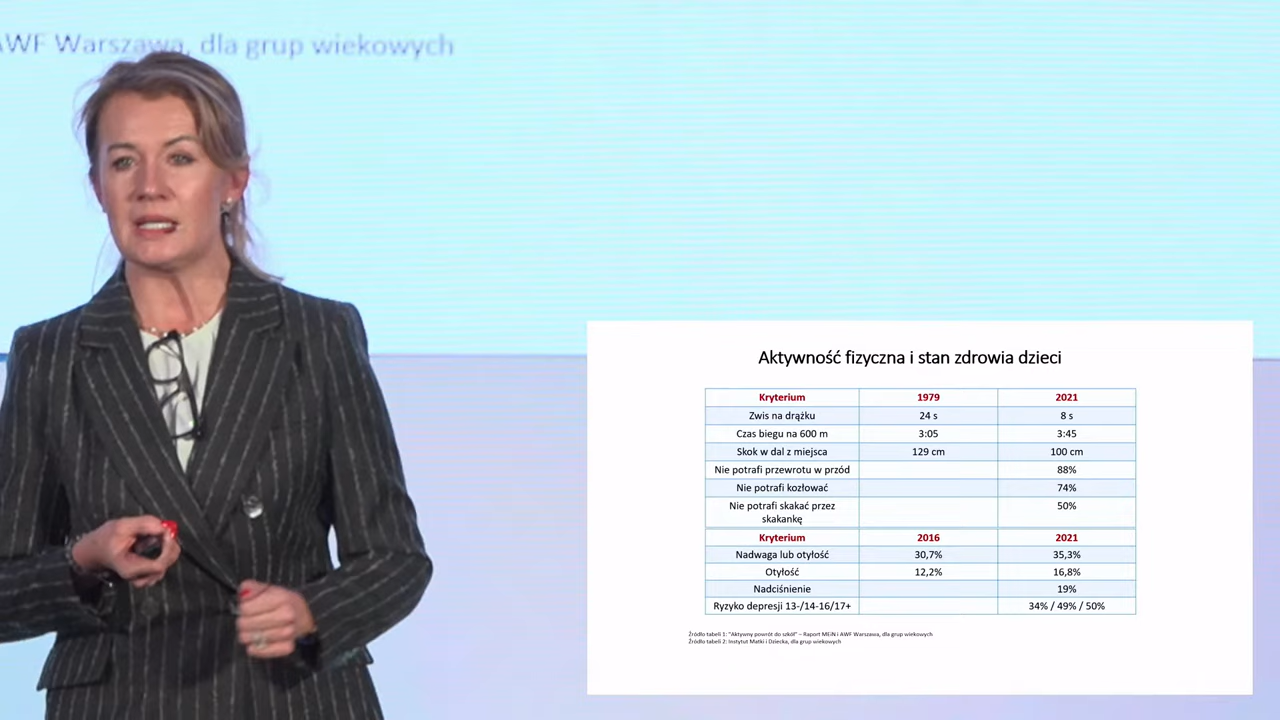 AWF Warszawa, dla grup wiekowych
Aktywność fizyczna i stan zdrowia dzieci
Kryterium 1979 2021
Zwis na drążku 24 s 8 s
Czas biegu na 600 m 3:05 3:45
Skok w dal z miejsca 129 cm 100 cm
Nie potrafi przewrotu w przód 88%
Nie potrafi kozłować 74%
Nie potrafi skakać przez
skakankę 50%
Kryterium 2016 2021
Nadwaga lub otyłość 30,7% 35,3%
Otyłość 12,2% 16,8%
Nadciśnienie 19%
Ryzyko depresji 13-/14-16/17+ 34% / 49% / 50%
Źródło tabeli 1: "Aktywny powrót do szkół" – Raport MEiN i AWF Warszawa, dla grup wiekowych
Źródło tabeli 2: Instytut Matki i Dziecka, dla grup wiekowych